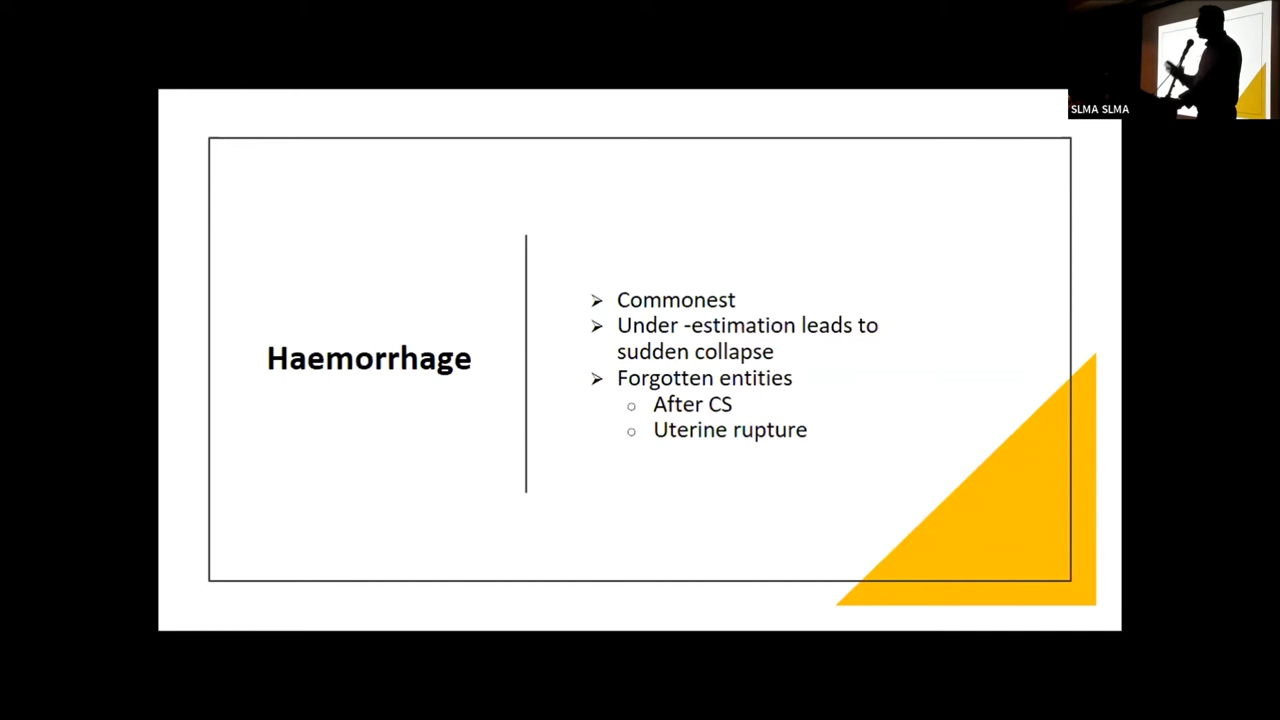 SLMA SLMA
Haemorrhage
Commonest
Under -estimation leads to
sudden collapse
Forgotten entities
After CS
Uterine rupture